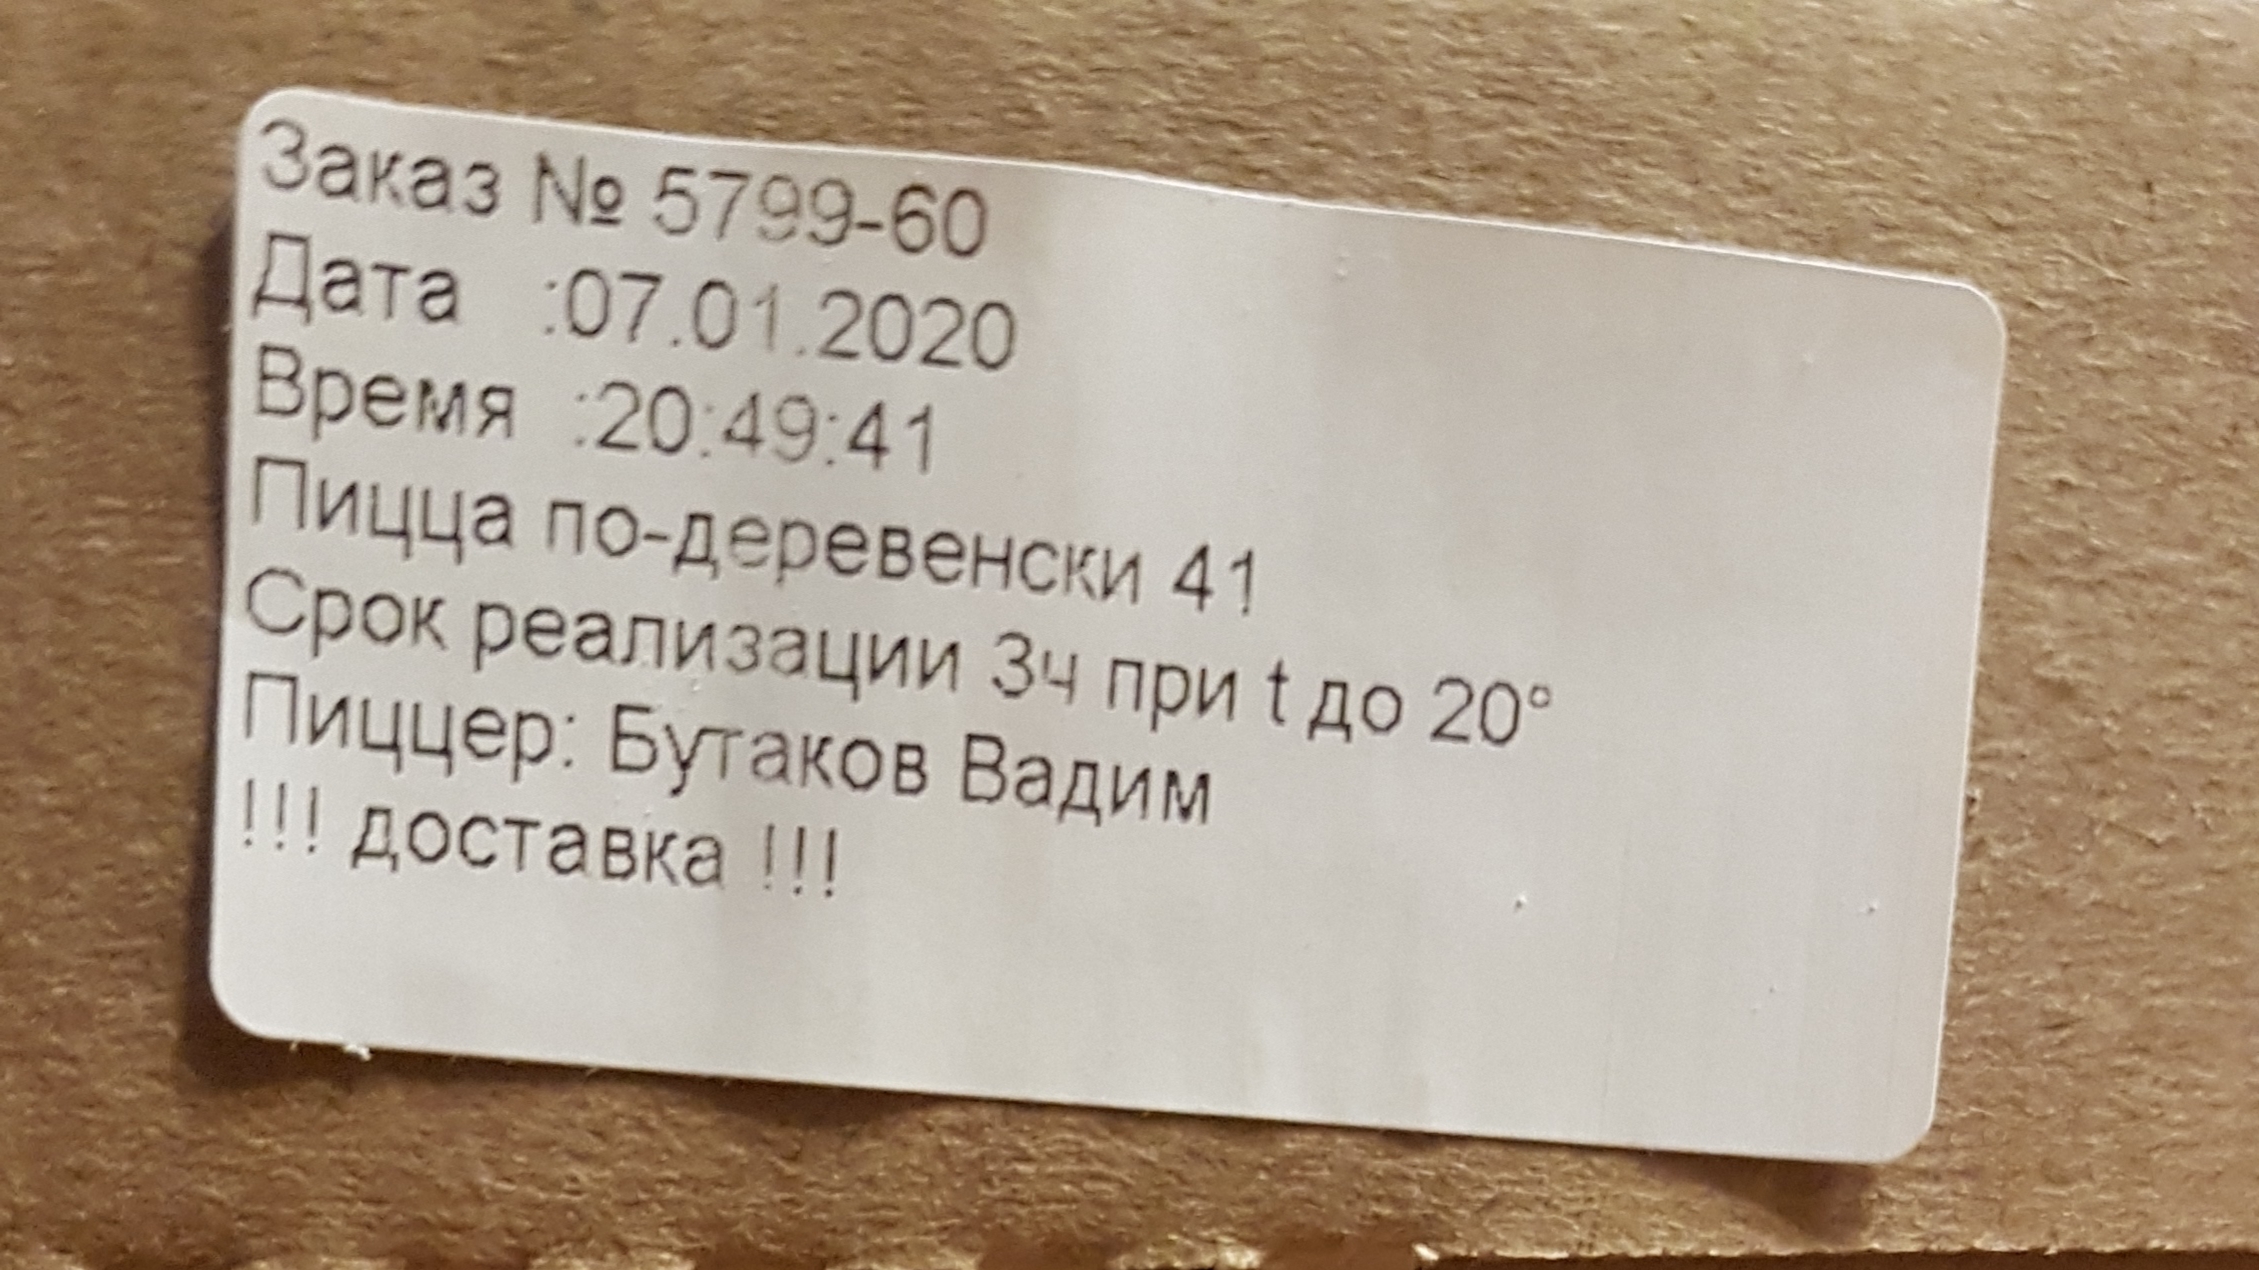 Заказ № 5799-60
Дата :07.01.2020
Время :20:49:41
Пицца по-деревенски 41
Срок реализации 3ч при t до 20°
Пиццер: Бутаков Вадим
!!! доставка !!!